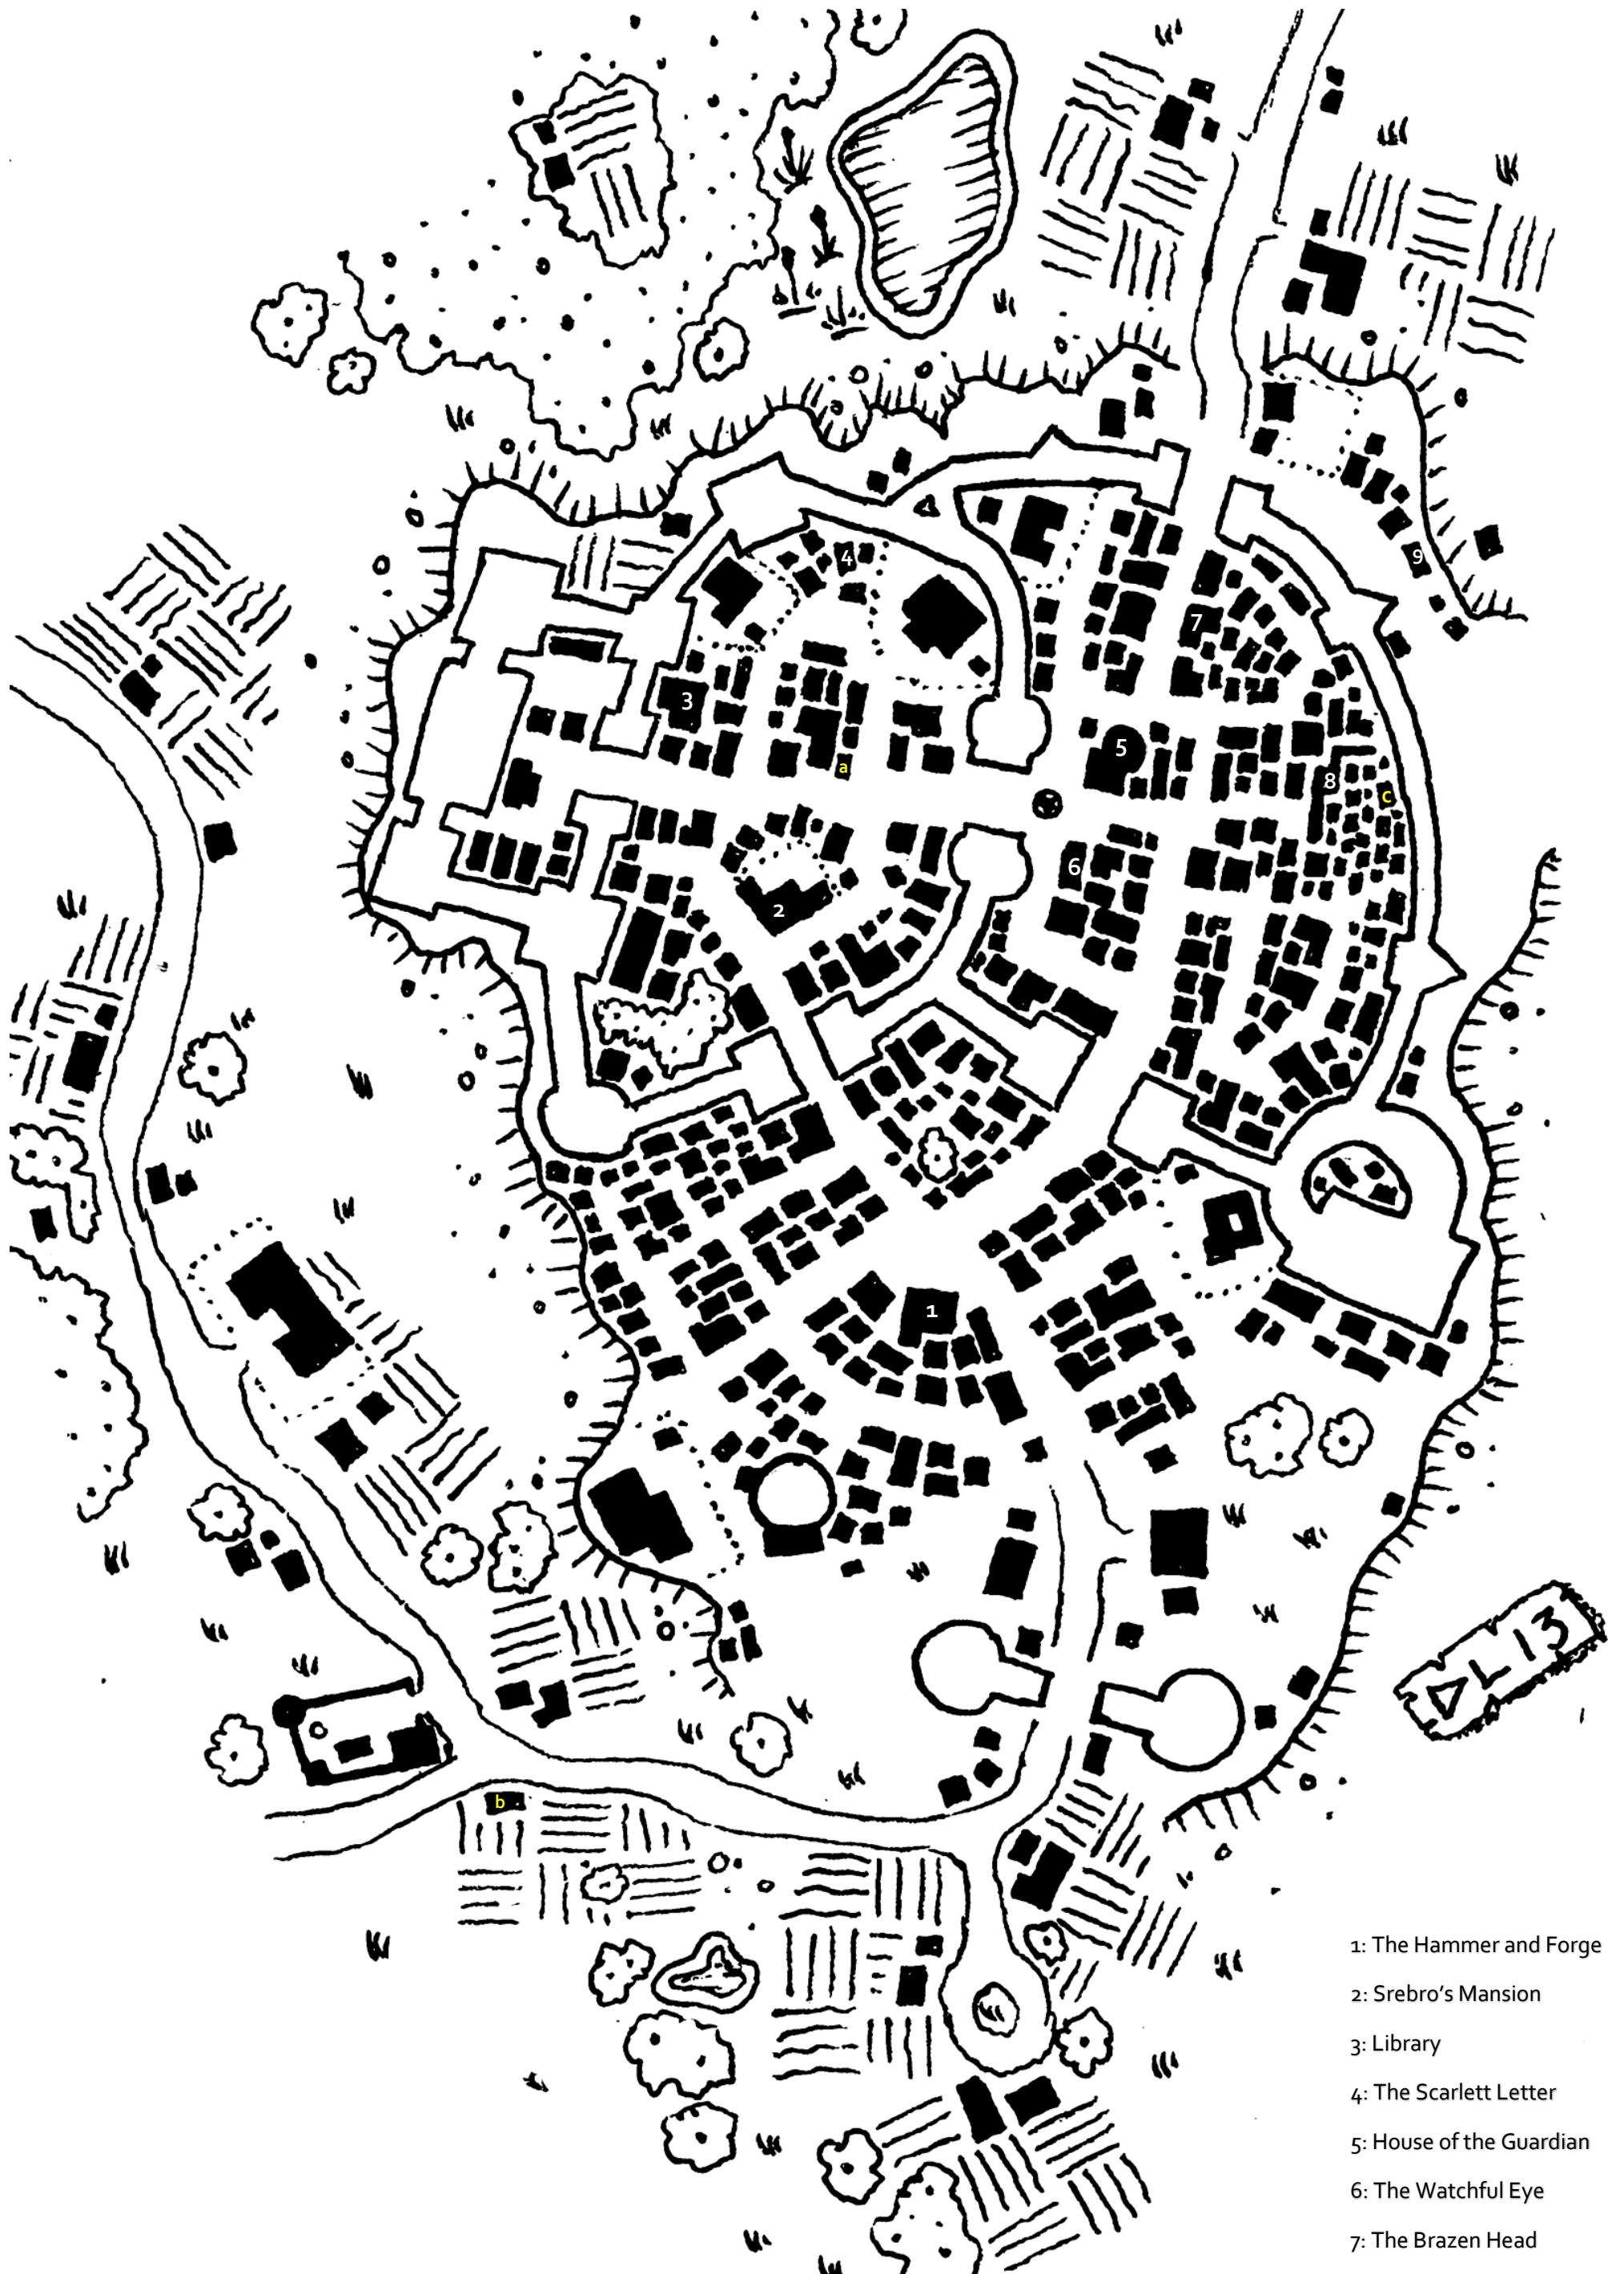 4
9
7
3
5
a
8
c
6
2
1
L13
b
1: The Hammer and Forge
2: Srebro's Mansion
3: Library
4: The Scarlett Letter
5: House of the Guardian
6: The Watchful Eye
7: The Brazen Head